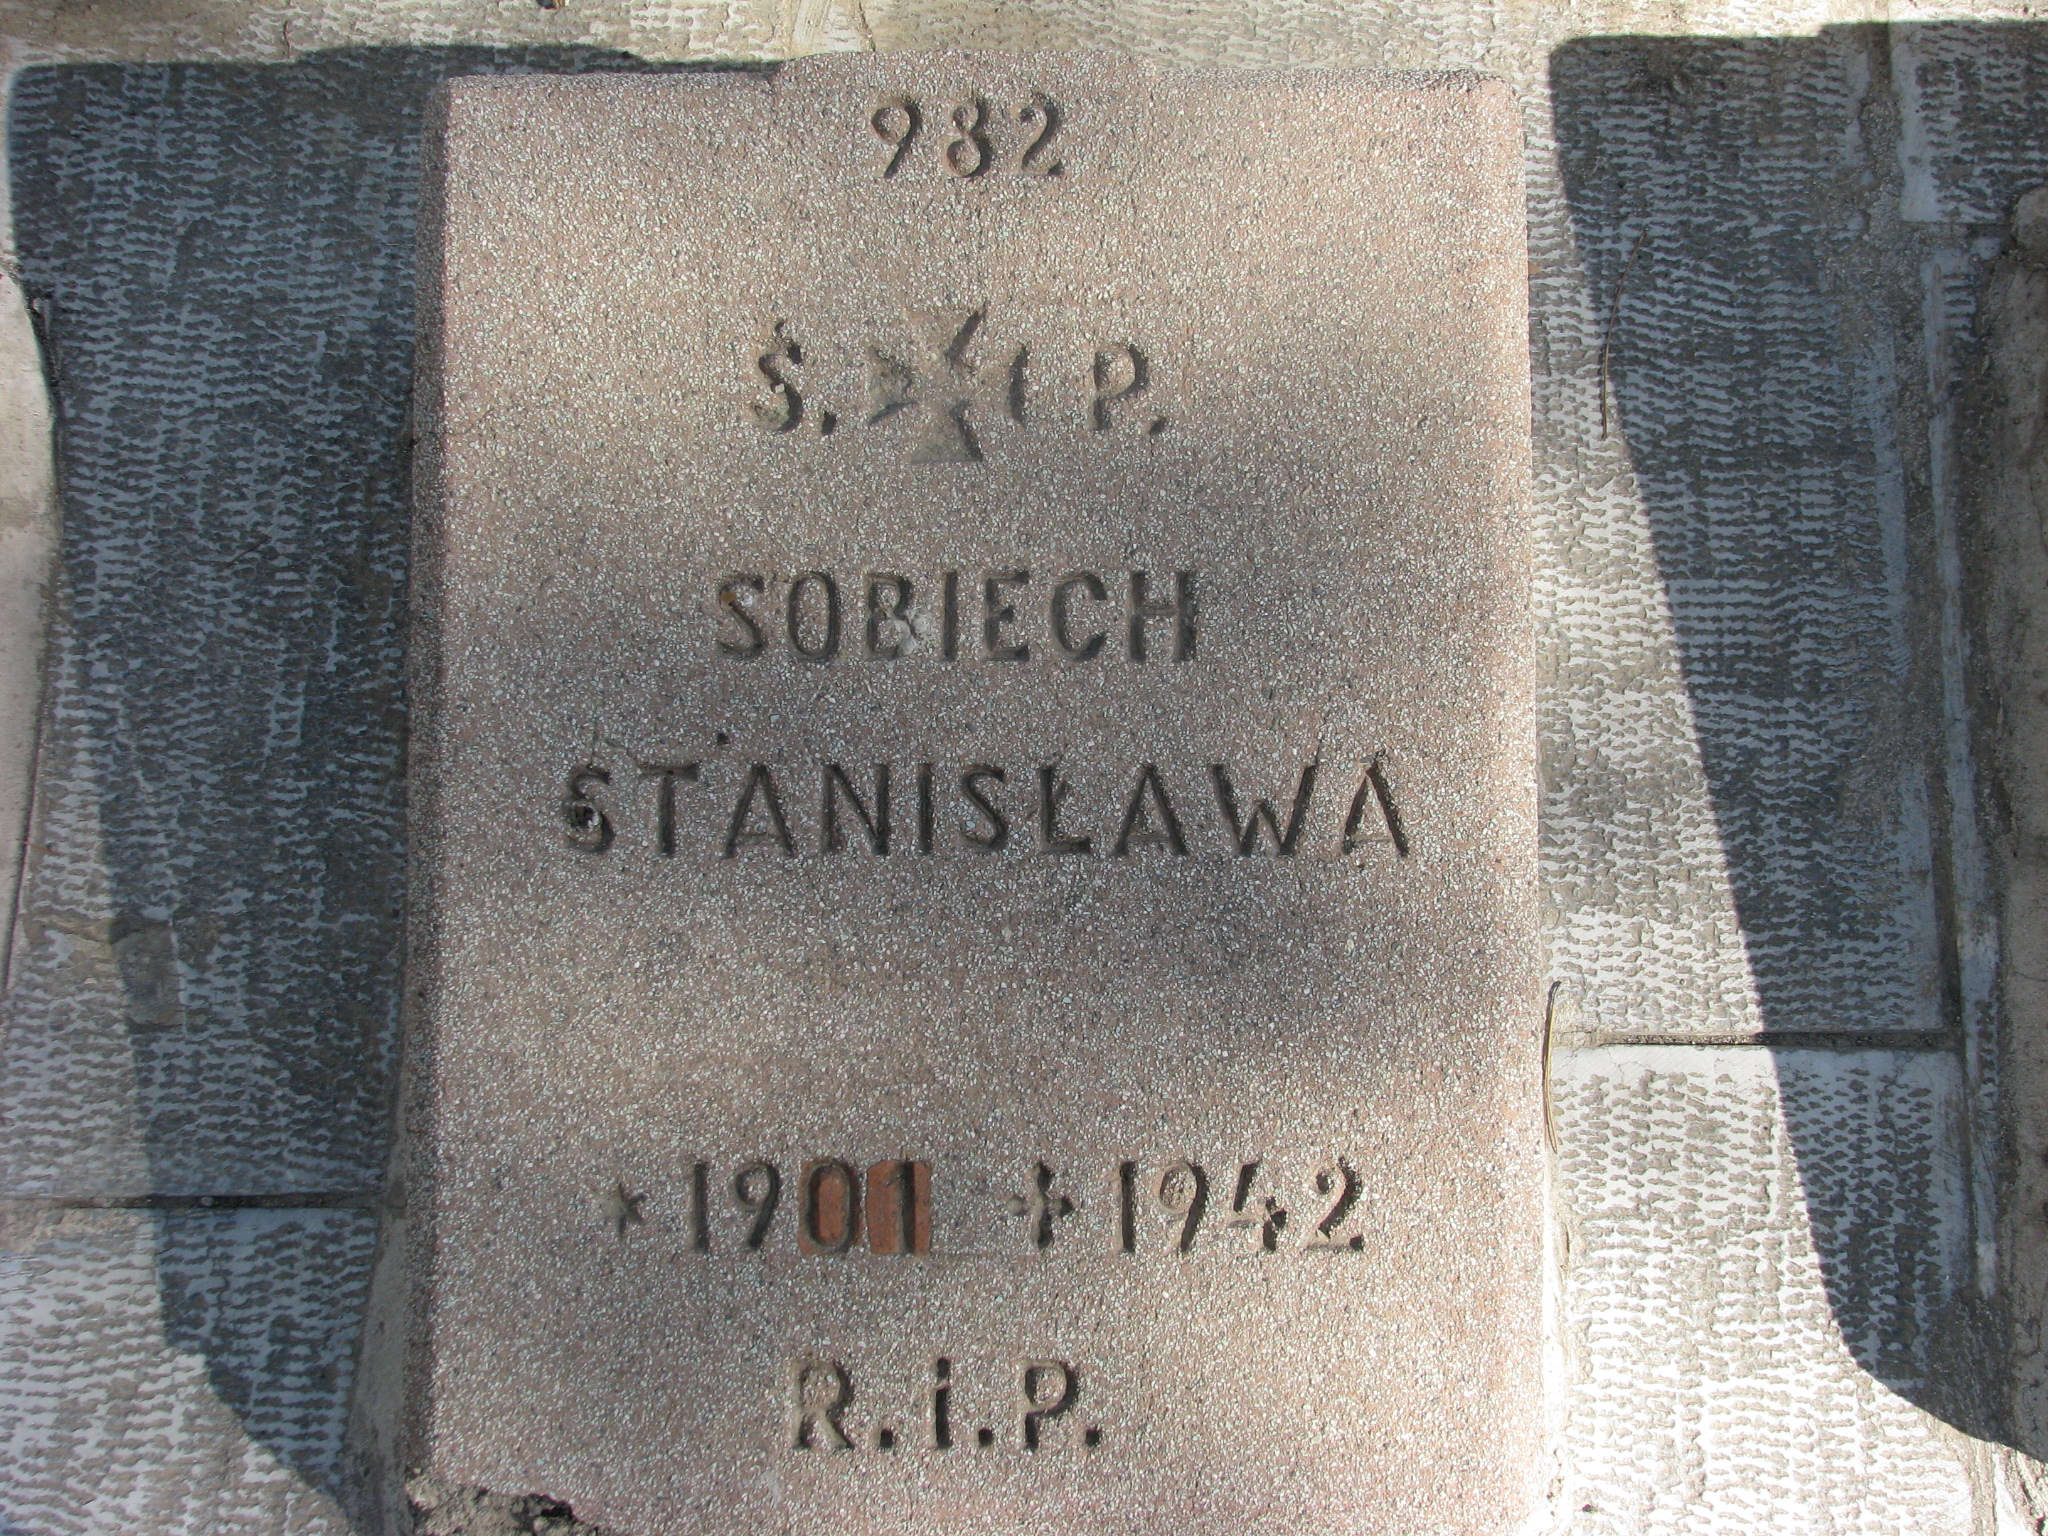 982
Ś. I P.
SOBIECH
STANISŁAWA
1901 1942
R.i.P.